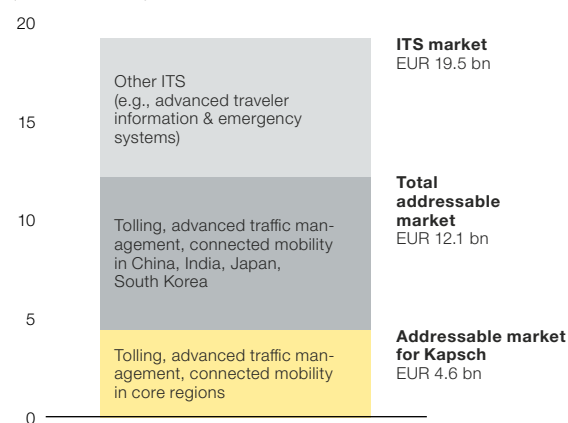 20
ITS market
EUR 19.5 bn
Other ITS
(e.g., advanced traveler
information & emergency
systems)
15
Total
addressable
market
EUR 12.1 bn
10
Tolling, advanced traffic man-
agement, connected mobility
in China, India, Japan,
South Korea
5
Addressable market
for Kapsch
EUR 4.6 bn
Tolling, advanced traffic man-
agement, connected mobility
in core regions
0